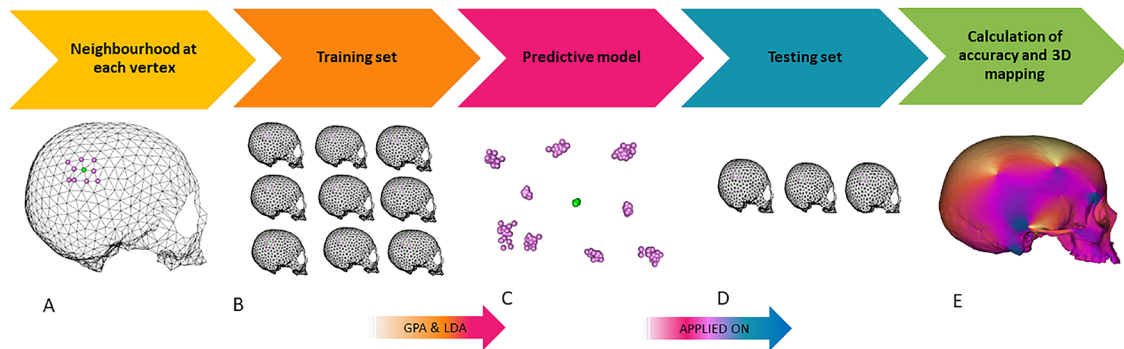 Neighbourhood at
each vertex
Training set
Predictive model
Testing set
Calculation of
accuracy and 3D
mapping
A
B
C
D
E
GPA & LDA
APPLIED ON